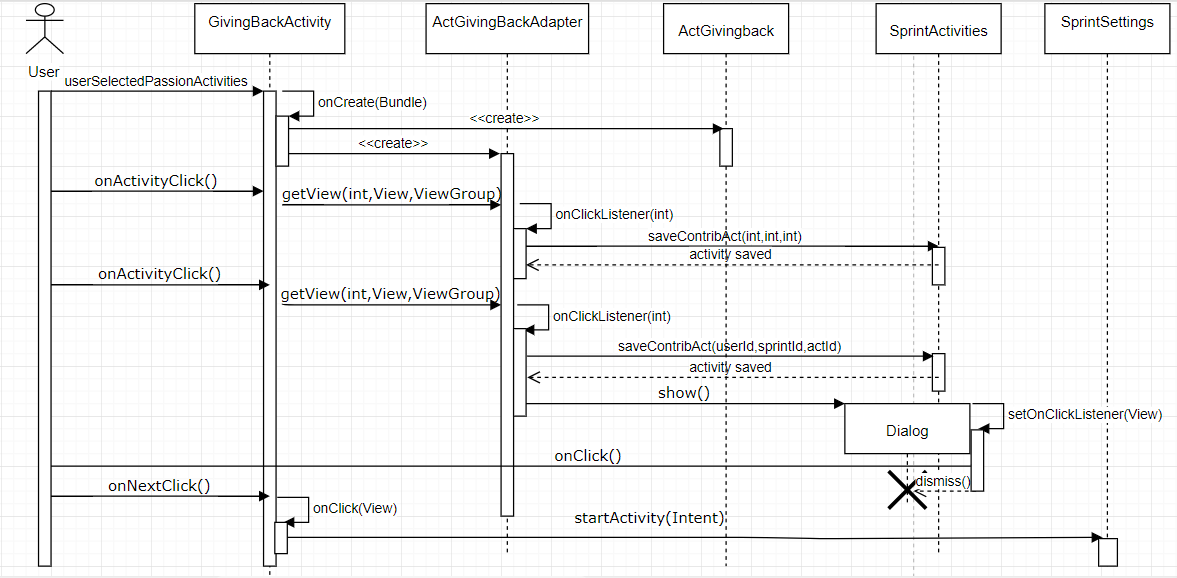 GivingBackActivity
ActGivingBackAdapter
ActGivingback
SprintActivities
SprintSettings
User
userSelectedPassionActivities
onCreate(Bundle)
<<create>>
<<create>>
onActivityClick()
getView(int,View,ViewGroup)
onClickListener(int)
saveContribAct(int,int,int)
activity saved
onActivityClick()
getView(int,View,ViewGroup)
onClickListener(int)
saveContribAct(userId,sprintId,actId)
activity saved
show()
setOnClickListener(View)
Dialog
onClick()
dismiss()
onNextClick()
onClick(View)
startActivity(Intent)